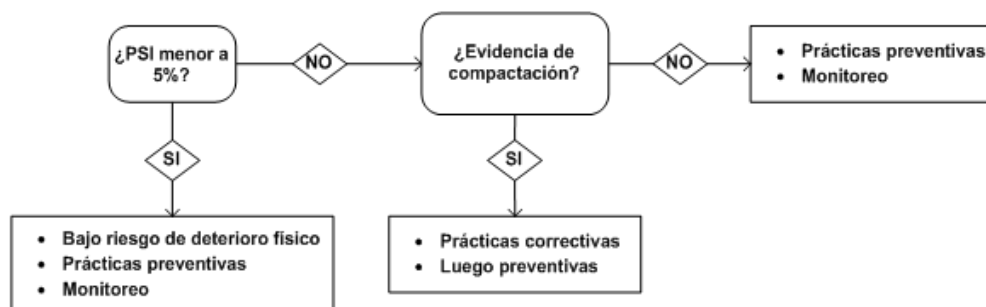 ¿PSI menor a
5%?
NO
¿Evidencia de
compactación?
NO
• Prácticas preventivas
• Monitoreo
SI
SI
• Bajo riesgo de deterioro físico
• Prácticas preventivas
• Monitoreo
• Prácticas correctivas
• Luego preventivas